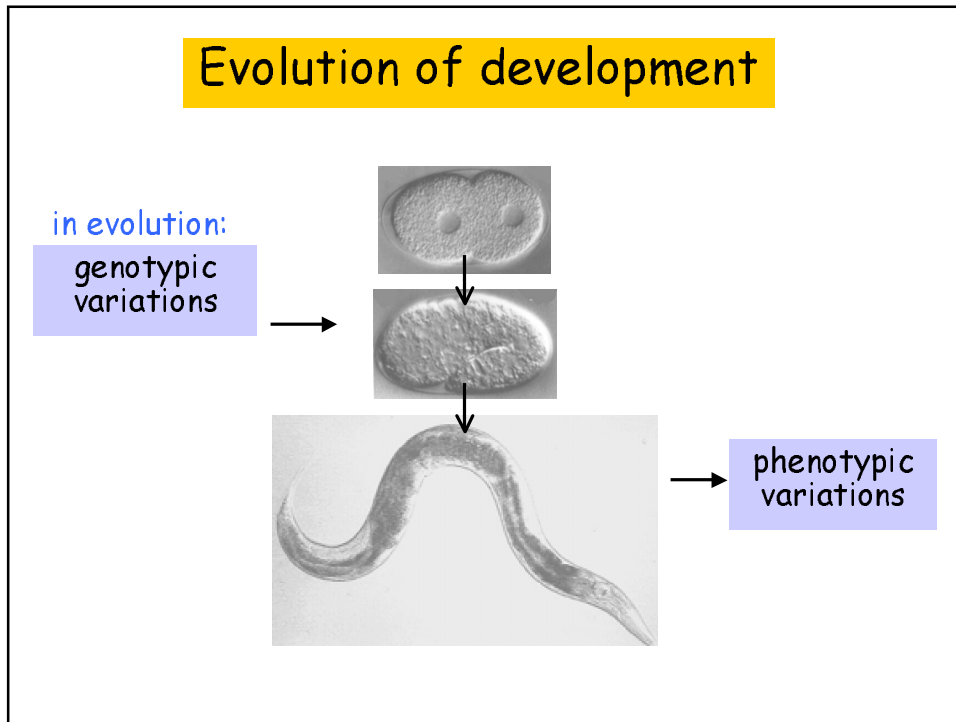 Evolution of development
in evolution:
genotypic
variations
phenotypic
variations